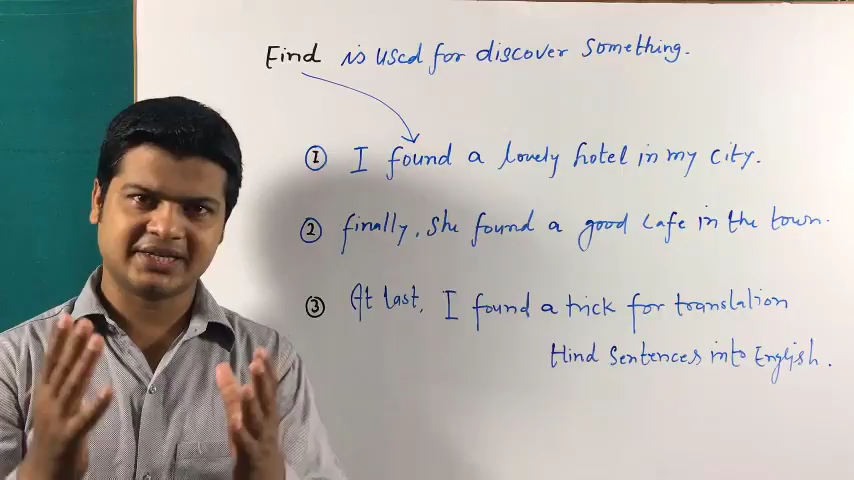 Find is used for discover something.
① I found a lovely hotel in my city.
② finally, she found a good cafe in the town.
③ At last, I found a trick for translation
Hind sentences into English.